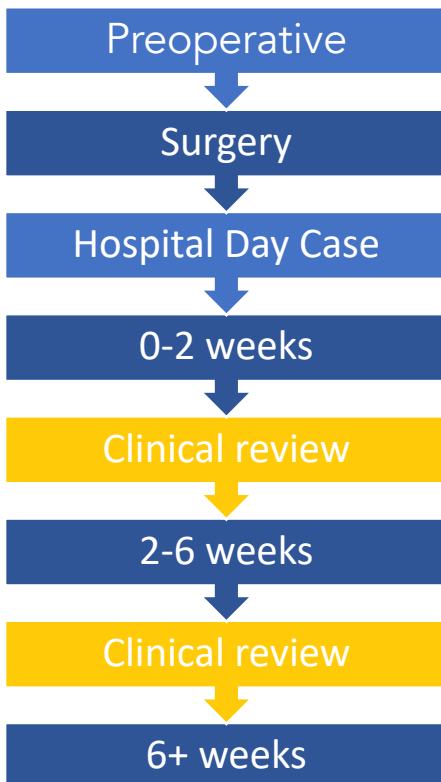 Preoperative
Surgery
Hospital Day Case
0-2 weeks
Clinical review
2-6 weeks
Clinical review
6+ weeks